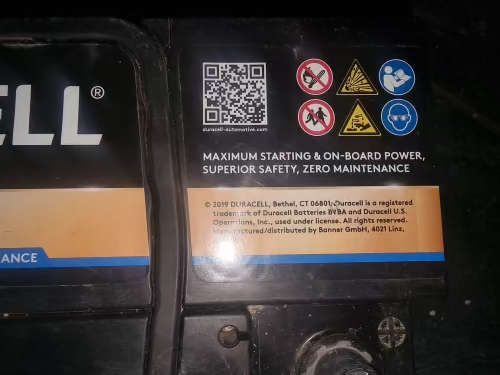 ELL®
duracell-automotive.com
MAXIMUM STARTING & ON-BOARD POWER,
SUPERIOR SAFETY, ZERO MAINTENANCE
© 2019 DURACELL, Bethel, CT 06801. Duracell is a registered
trademark of Duracell Batteries BVBA and Duracell U.S.
Operations, Inc., used under license. All rights reserved.
Manufactured/distributed by Banner GmbH, 4021 Linz,
ANCE